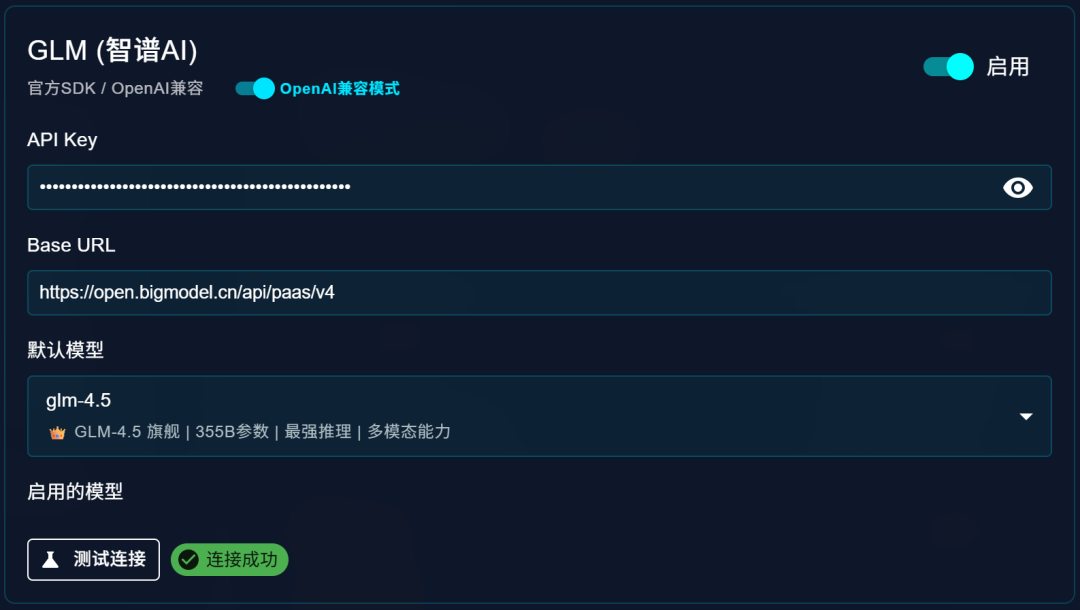 GLM (智谱AI)
启用
官方SDK / OpenAI兼容
OpenAI兼容模式
API Key
••••••••••••••••••••••••••••••••••••••••••••••••
Base URL
https://open.bigmodel.cn/api/paas/v4
默认模型
glm-4.5
👑 GLM-4.5 旗舰 | 355B参数 | 最强推理 | 多模态能力
启用的模型
测试连接
连接成功